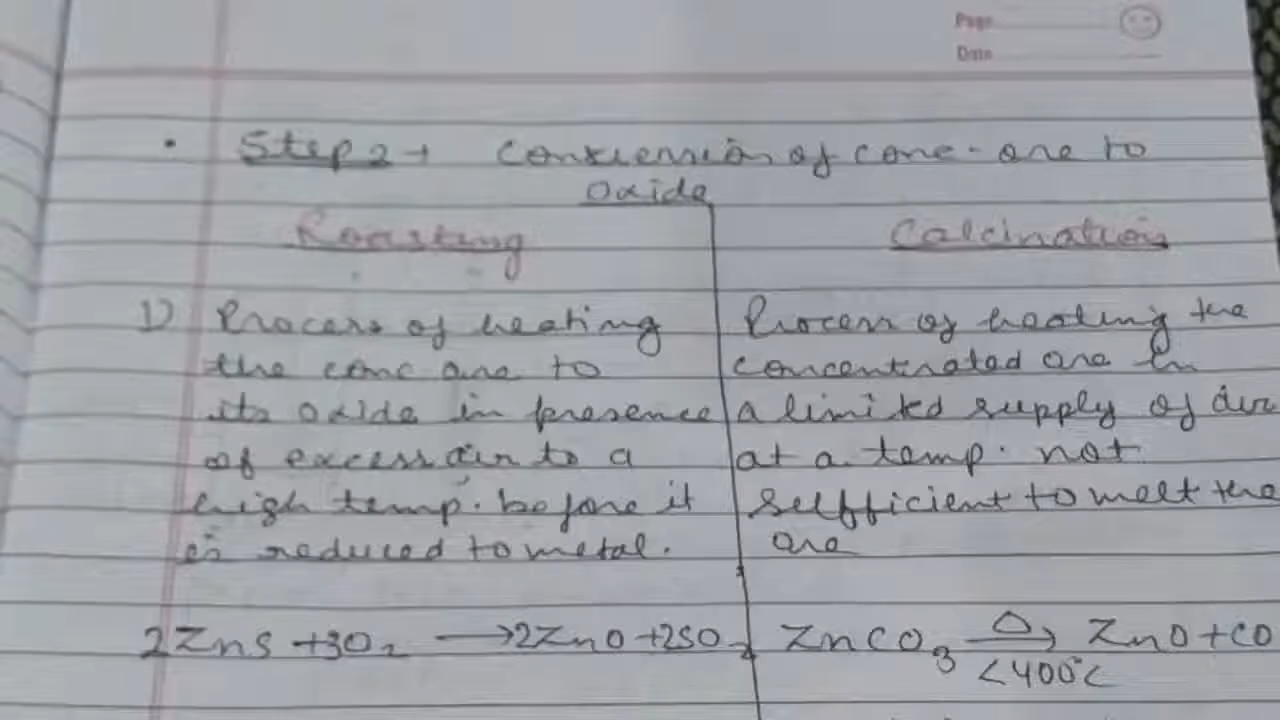 Page
Date
Step 2 → Conversion of conc. ore to
oxide
Roasting
Calcination
1) Process of heating
the conc ore to
its oxide in presence
of excess air to a
high temp. before it
is reduced to metal.
Process of heating the
concentrated ore in
a limited supply of air
at a temp. not
sufficient to melt the
ore
2ZnS + 3O₂ → 2ZnO + 2SO₂
ZnCO₃ Δ→ ZnO + CO
<400°C